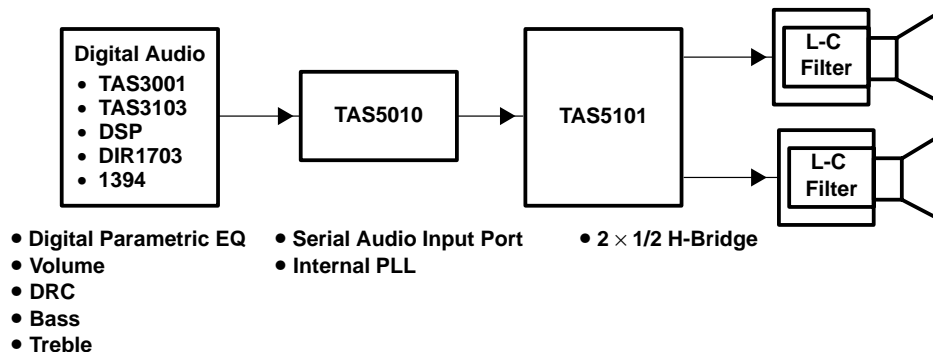 Digital Audio
• TAS3001
• TAS3103
• DSP
• DIR1703
• 1394
TAS5010
TAS5101
L-C
Filter
L-C
Filter
• Digital Parametric EQ
• Volume
• DRC
• Bass
• Treble
• Serial Audio Input Port
• Internal PLL
• 2 × 1/2 H-Bridge